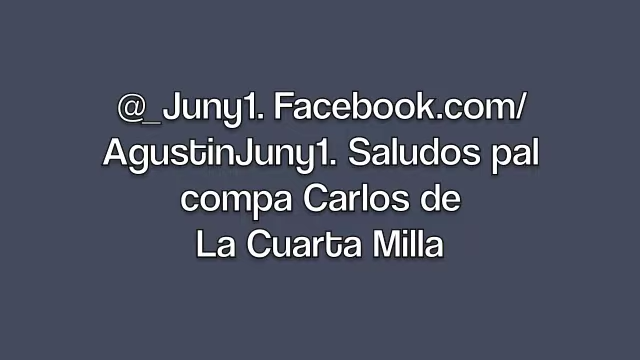 @_Juny1. Facebook.com/
AgustinJuny1. Saludos pal
compa Carlos de
La Cuarta Milla